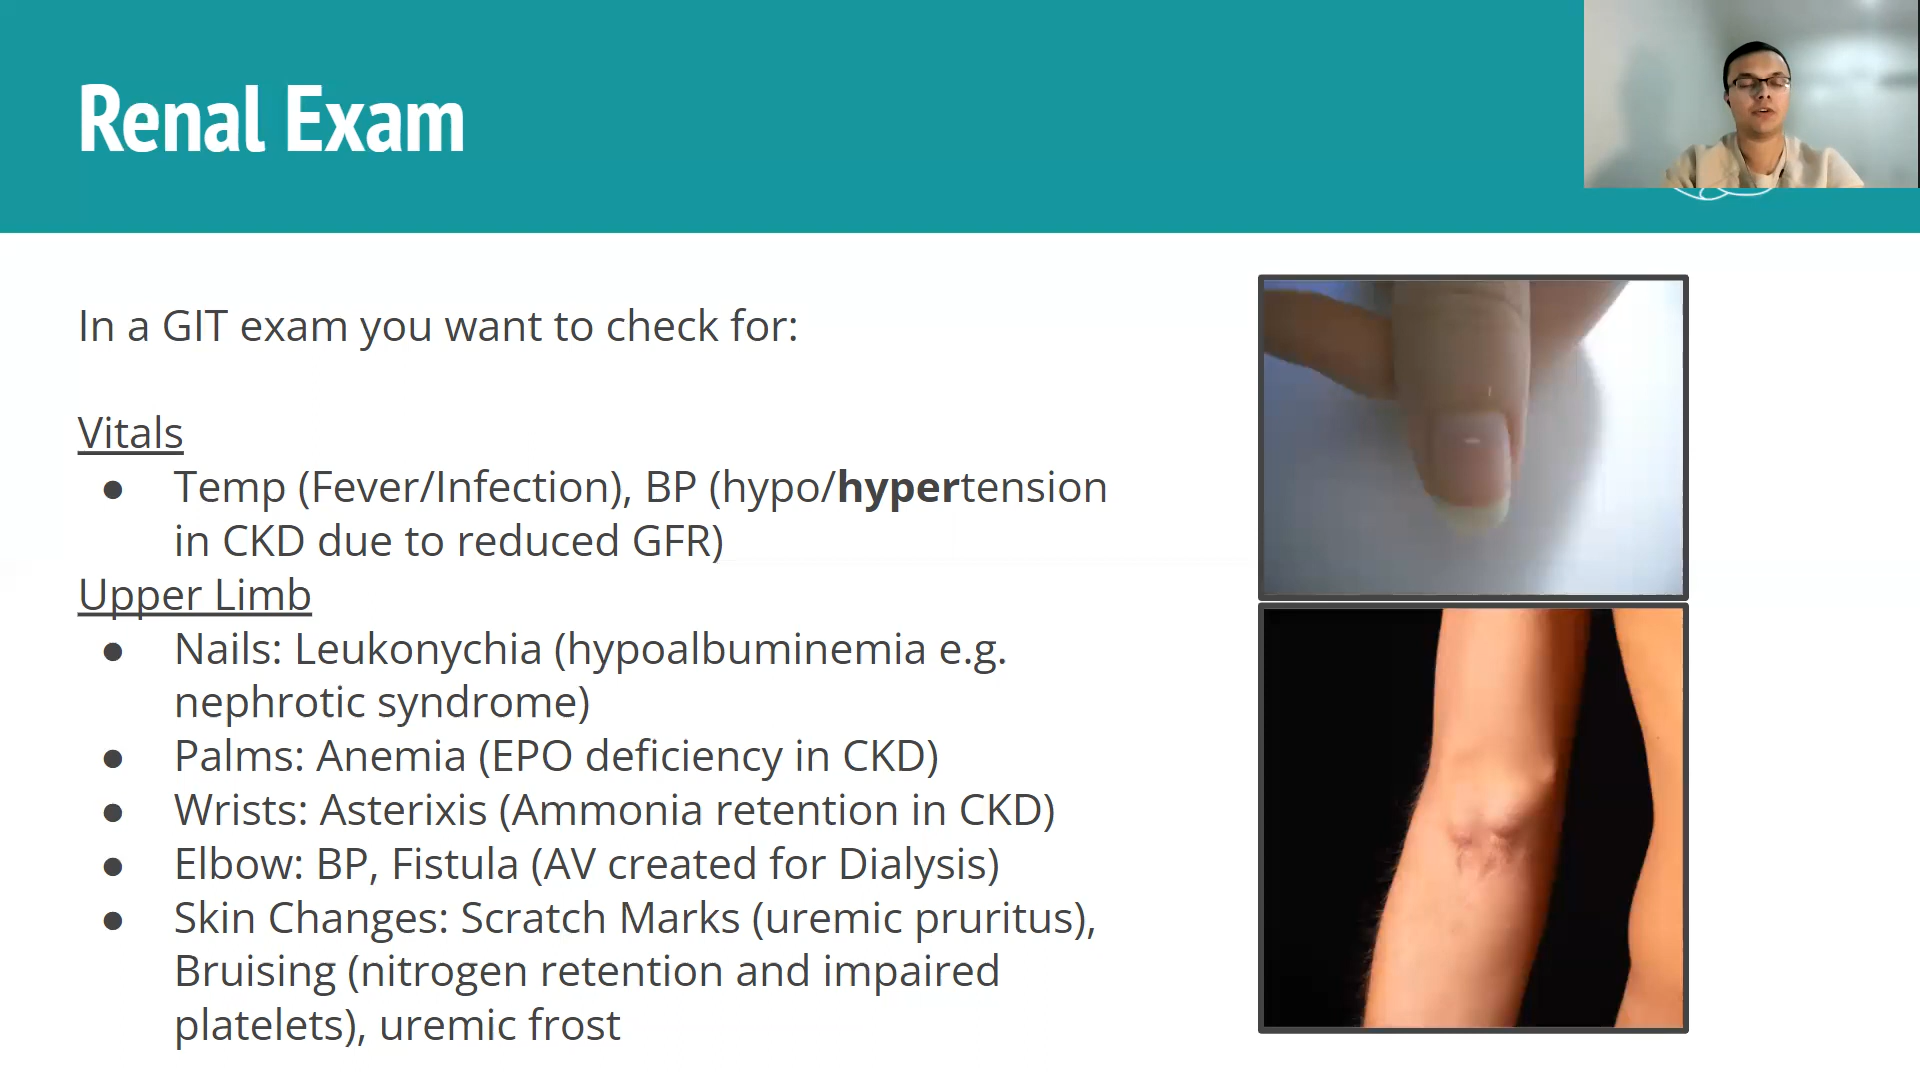 Renal Exam
In a GIT exam you want to check for:
Vitals
● Temp (Fever/Infection), BP (hypo/hypertension
in CKD due to reduced GFR)
Upper Limb
● Nails: Leukonychia (hypoalbuminemia e.g.
nephrotic syndrome)
● Palms: Anemia (EPO deficiency in CKD)
● Wrists: Asterixis (Ammonia retention in CKD)
● Elbow: BP, Fistula (AV created for Dialysis)
● Skin Changes: Scratch Marks (uremic pruritus),
Bruising (nitrogen retention and impaired
platelets), uremic frost